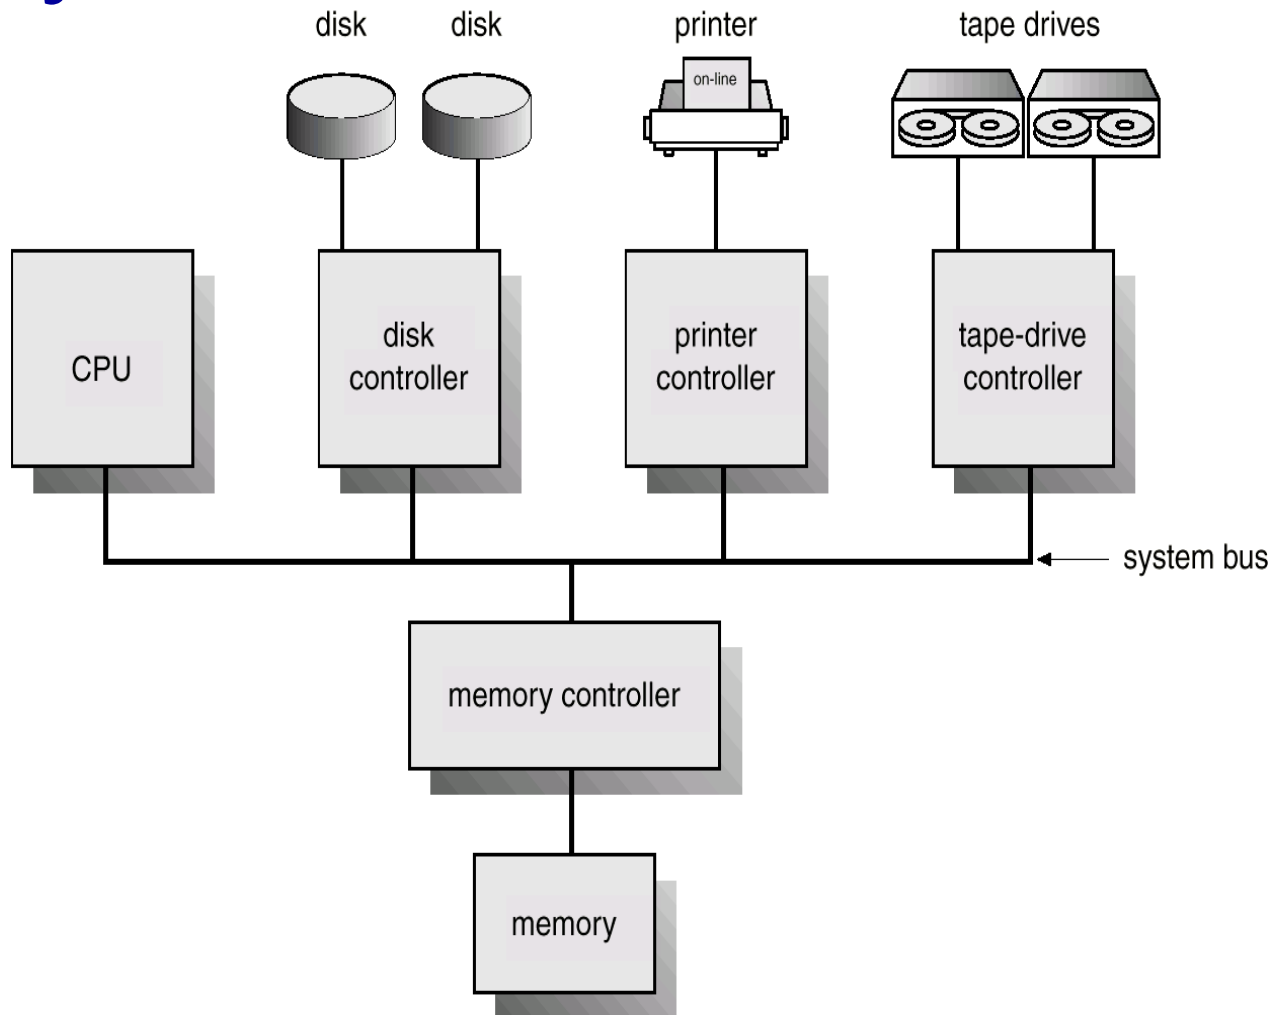 disk
disk
printer
tape drives
on-line
CPU
disk
controller
printer
controller
tape-drive
controller
system bus
memory controller
memory